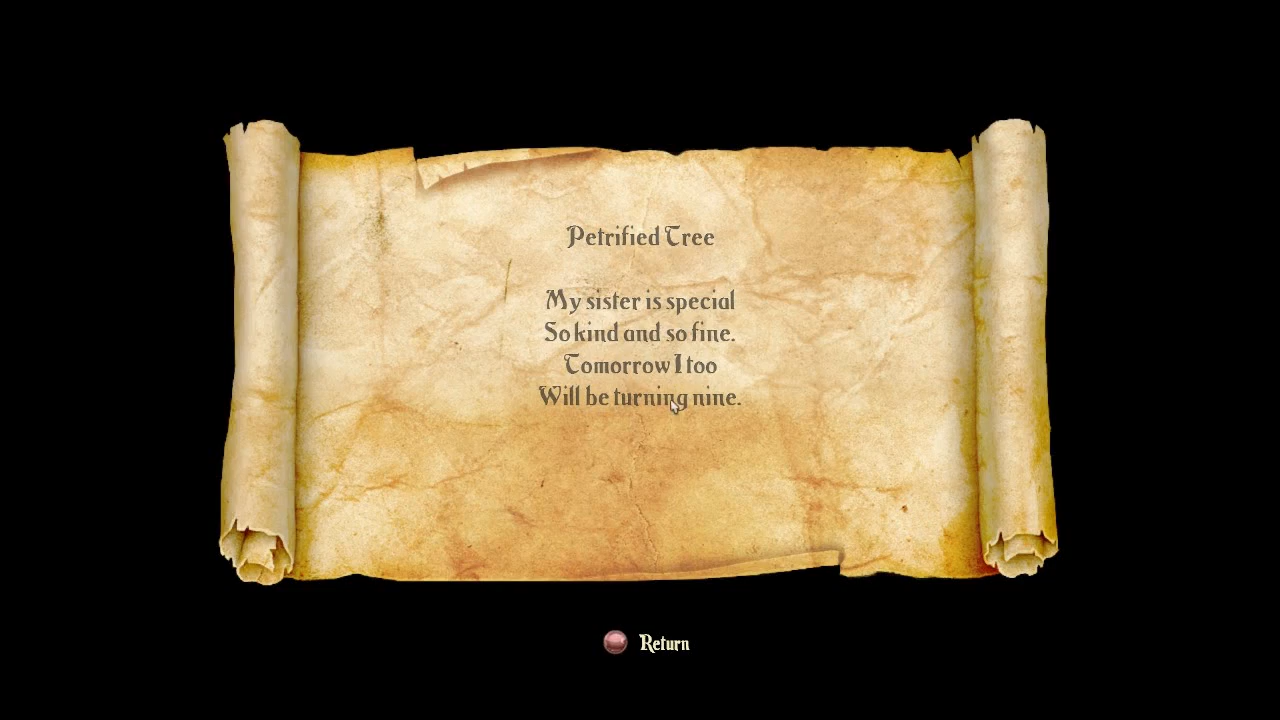 Petrified Tree
My sister is special
So kind and so fine.
Tomorrow I too
Will be turning nine.
Return